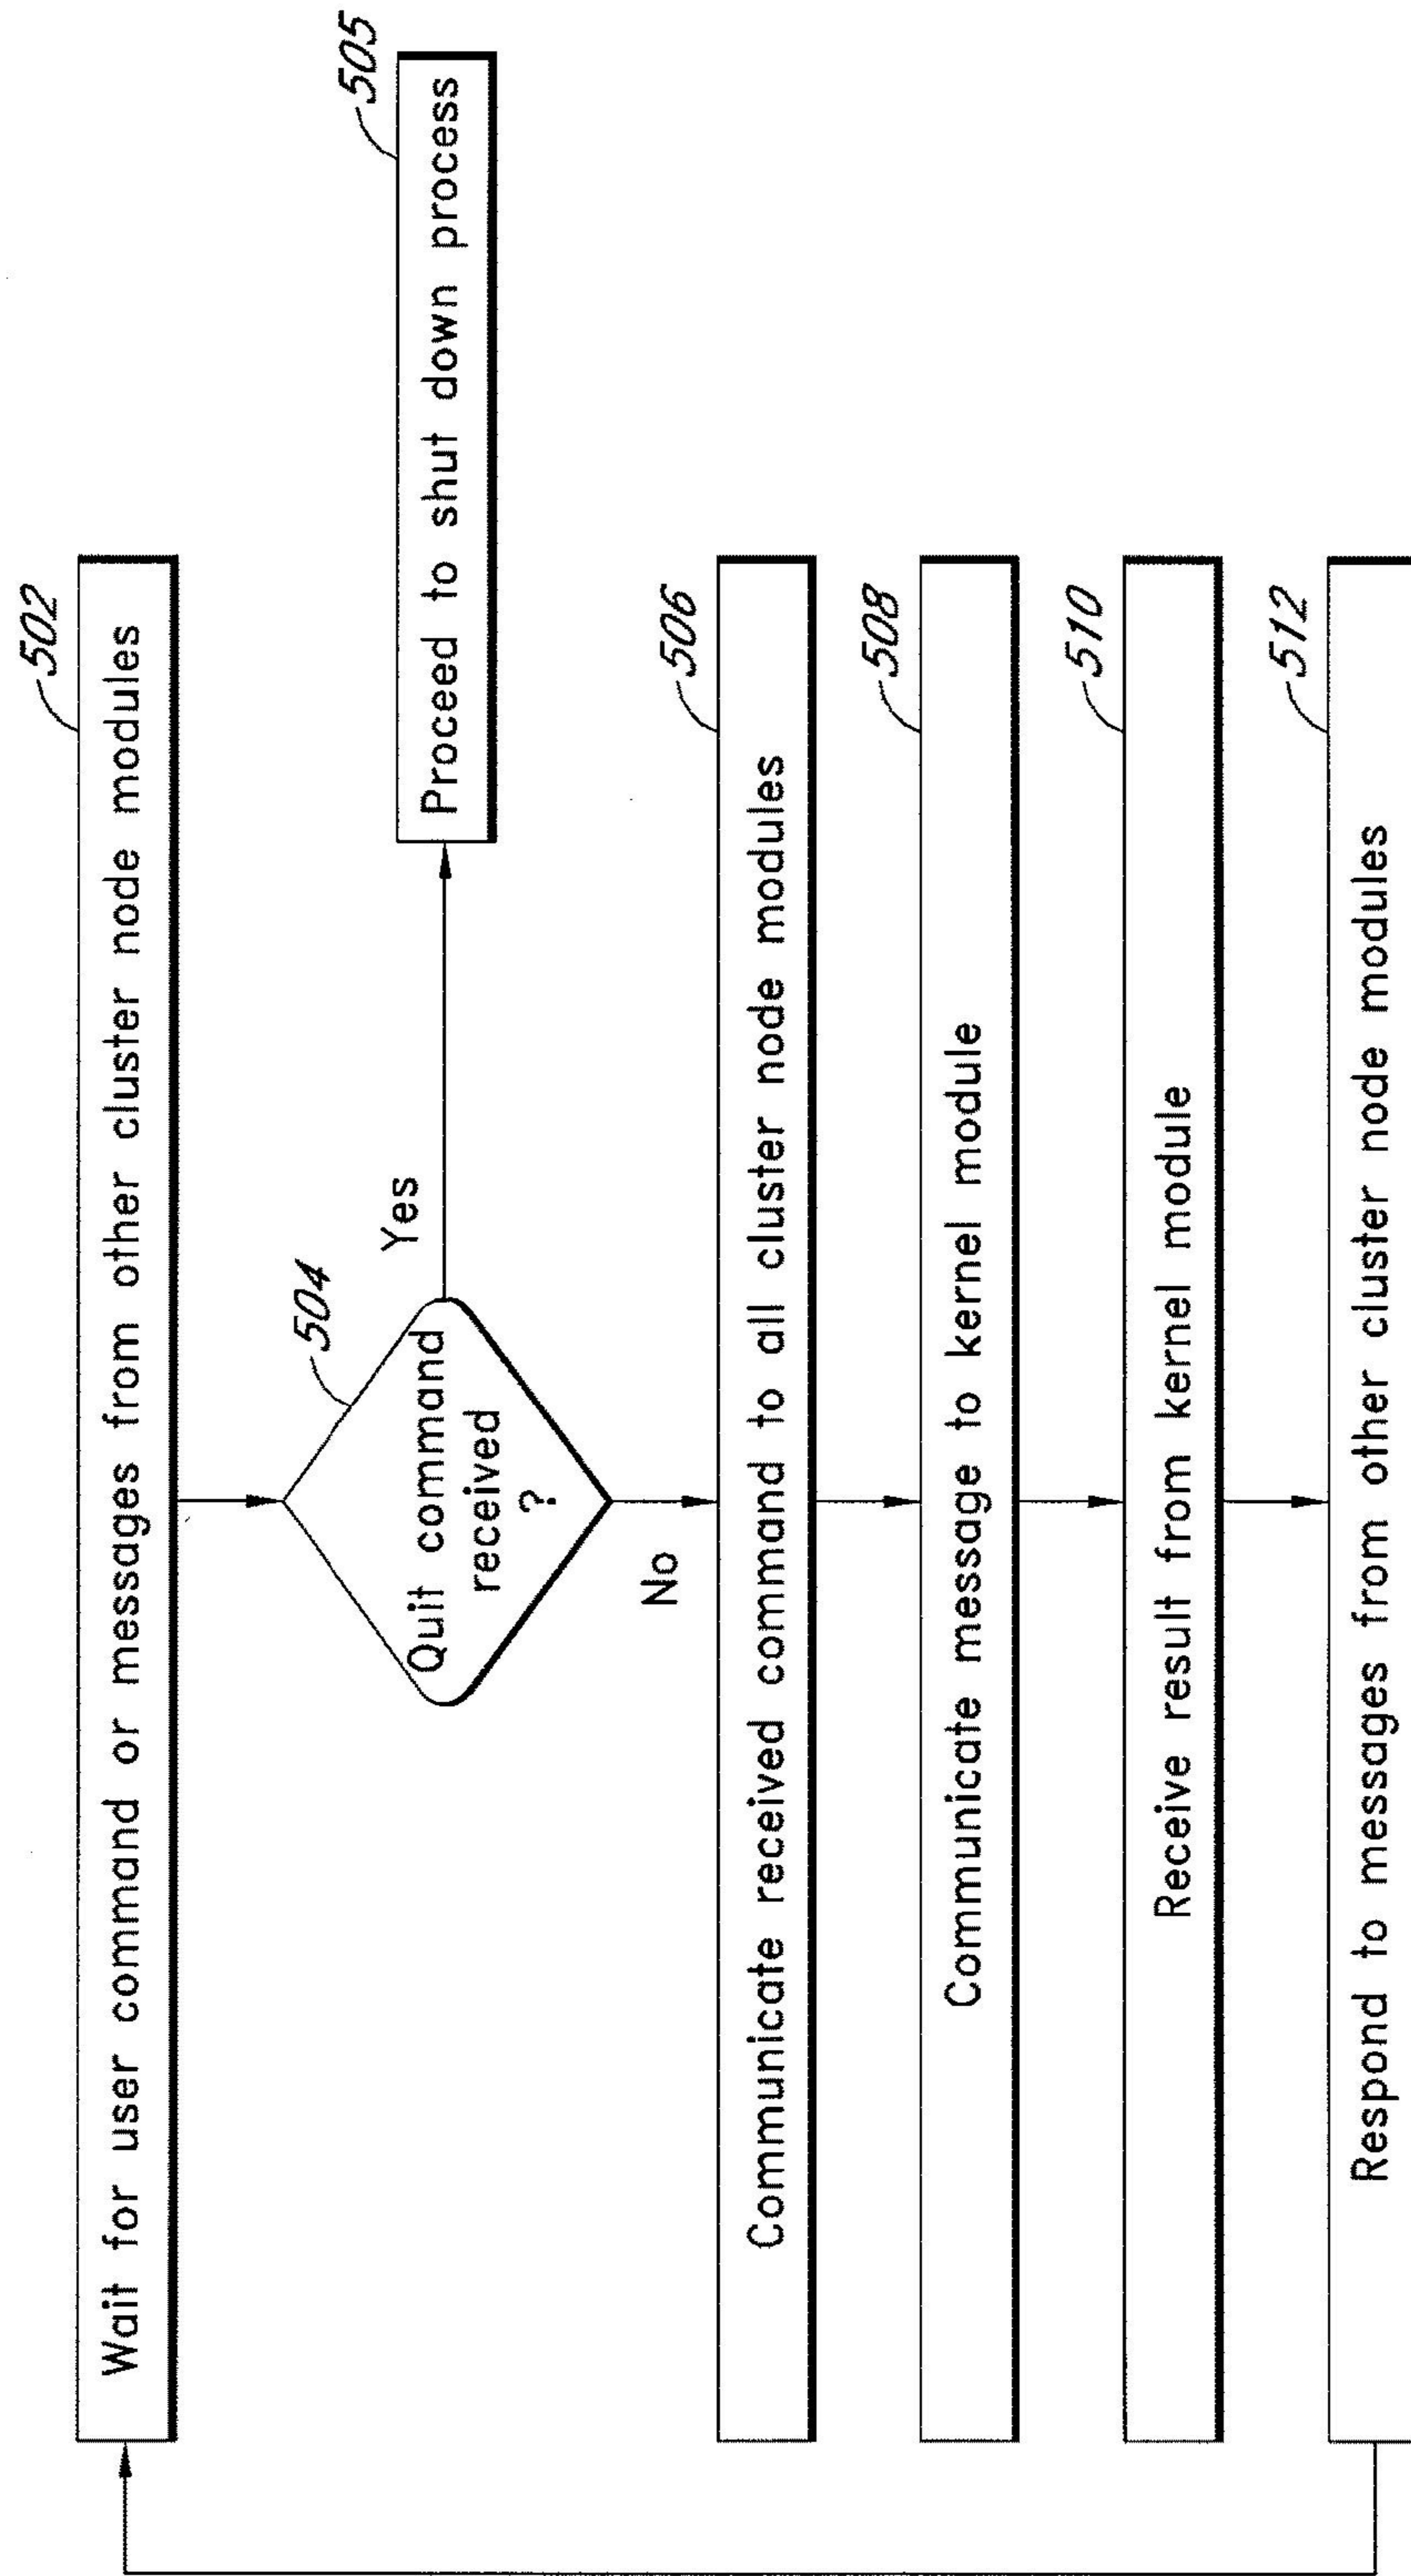 502
Wait for user command or messages from other cluster node modules
504
Quit command
received
?
Yes
505
Proceed to shut down process
No
506
Communicate received command to all cluster node modules
508
Communicate message to kernel module
510
Receive result from kernel module
512
Respond to messages from other cluster node modules